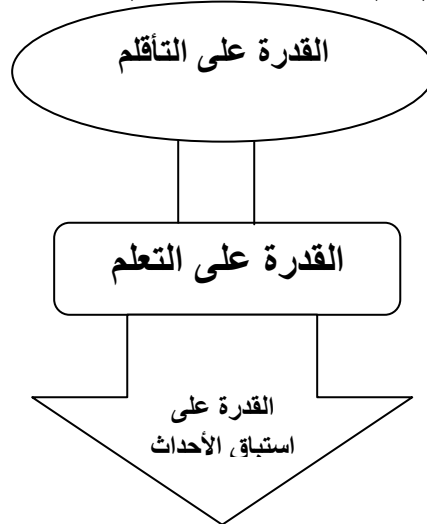 القدرة على التأقلم
القدرة على التعلم
القدرة على
استباق الأحداث